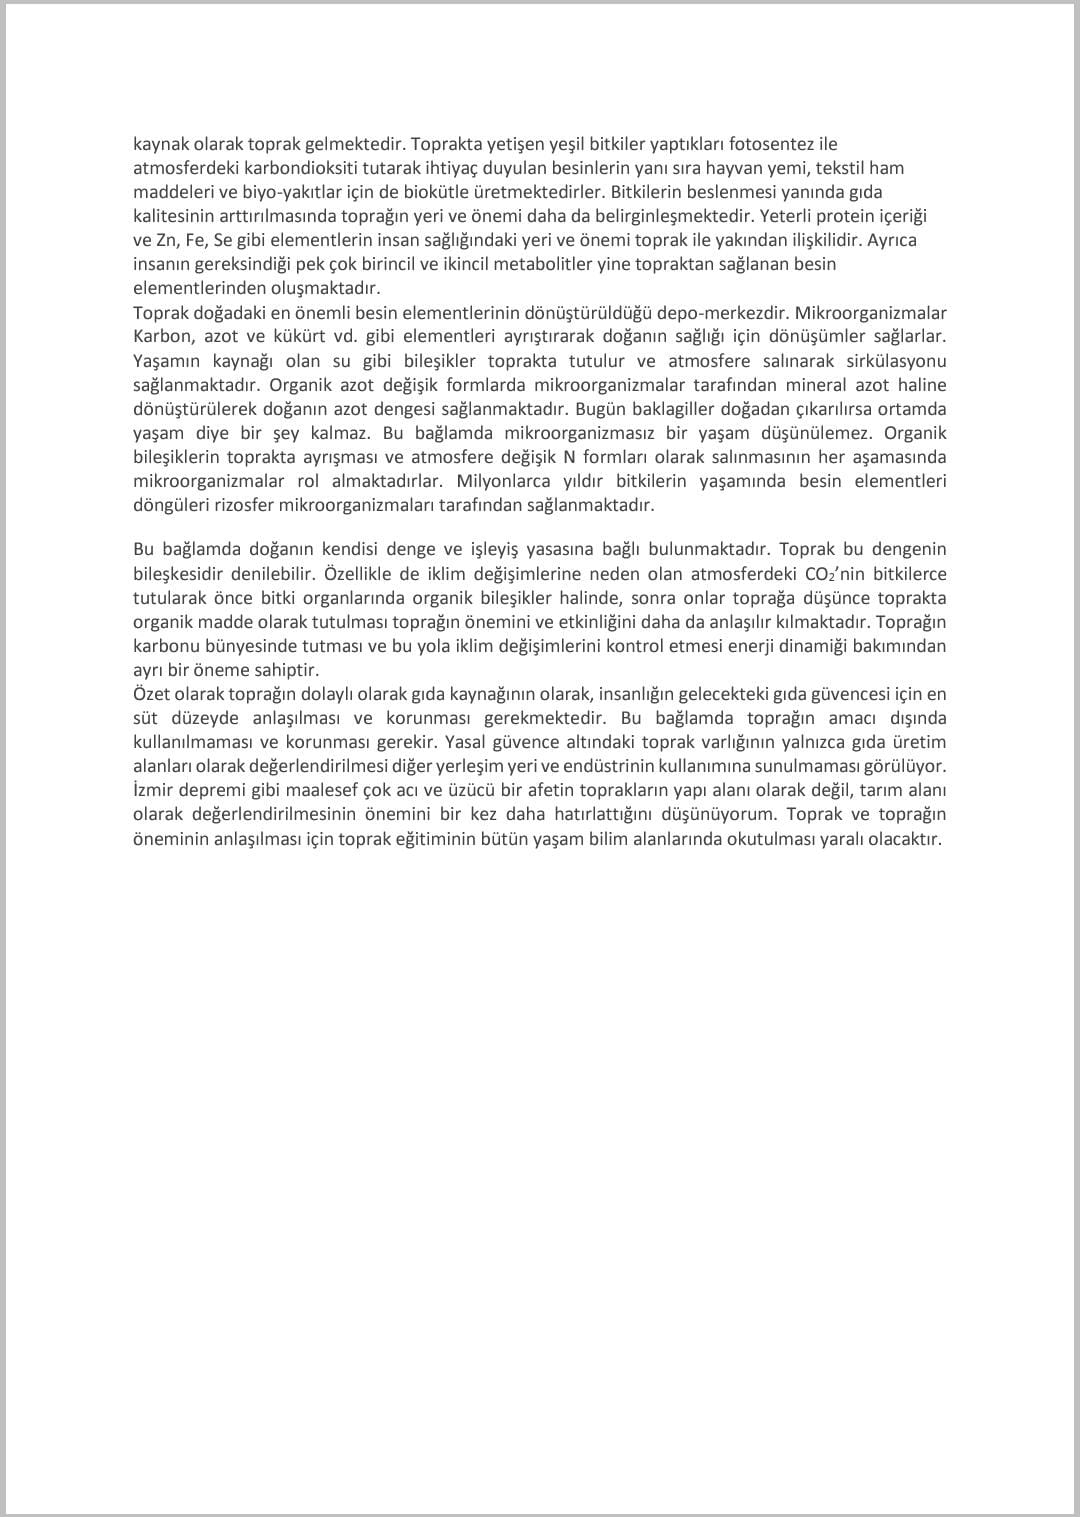 kaynak olarak toprak gelmektedir. Toprakta yetişen yeşil bitkiler yaptıkları fotosentez ile
atmosferdeki karbondioksiti tutarak ihtiyaç duyulan besinlerin yanı sıra hayvan yemi, tekstil ham
maddeleri ve biyo-yakıtlar için de biokütle üretmektedirler. Bitkilerin beslenmesi yanında gıda
kalitesinin arttırılmasında toprağın yeri ve önemi daha da belirginleşmektedir. Yeterli protein içeriği
ve Zn, Fe, Se gibi elementlerin insan sağlığındaki yeri ve önemi toprak ile yakından ilişkilidir. Ayrıca
insanın gereksindiği pek çok birincil ve ikincil metabolitler yine topraktan sağlanan besin
elementlerinden oluşmaktadır.
Toprak doğadaki en önemli besin elementlerinin dönüştürüldüğü depo-merkezdir. Mikroorganizmalar
Karbon, azot ve kükürt vd. gibi elementleri ayrıştırarak doğanın sağlığı için dönüşümler sağlarlar.
Yaşamın kaynağı olan su gibi bileşikler toprakta tutulur ve atmosfere salınarak sirkülasyonu
sağlanmaktadır. Organik azot değişik formlarda mikroorganizmalar tarafından mineral azot haline
dönüştürülerek doğanın azot dengesi sağlanmaktadır. Bugün baklagiller doğadan çıkarılırsa ortamda
yaşam diye bir şey kalmaz. Bu bağlamda mikroorganizmasız bir yaşam düşünülemez. Organik
bileşiklerin toprakta ayrışması ve atmosfere değişik N formları olarak salınmasının her aşamasında
mikroorganizmalar rol almaktadırlar. Milyonlarca yıldır bitkilerin yaşamında besin elementleri
döngüleri rizosfer mikroorganizmaları tarafından sağlanmaktadır.
Bu bağlamda doğanın kendisi denge ve işleyiş yasasına bağlı bulunmaktadır. Toprak bu dengenin
bileşkesidir denilebilir. Özellikle de iklim değişimlerine neden olan atmosferdeki CO₂’nin bitkilerce
tutularak önce bitki organlarında organik bileşikler halinde, sonra onlar toprağa düşünce toprakta
organik madde olarak tutulması toprağın önemini ve etkinliğini daha da anlaşılır kılmaktadır. Toprağın
karbonu bünyesinde tutması ve bu yola iklim değişimlerini kontrol etmesi enerji dinamiği bakımından
ayrı bir öneme sahiptir.
Özet olarak toprağın dolaylı olarak gıda kaynağının olarak, insanlığın gelecekteki gıda güvencesi için en
süt düzeyde anlaşılması ve korunması gerekmektedir. Bu bağlamda toprağın amacı dışında
kullanılmaması ve korunması gerekir. Yasal güvence altındaki toprak varlığının yalnızca gıda üretim
alanları olarak değerlendirilmesi diğer yerleşim yeri ve endüstrinin kullanımına sunulmaması görülüyor.
İzmir depremi gibi maalesef çok acı ve üzücü bir afetin toprakların yapı alanı olarak değil, tarım alanı
olarak değerlendirilmesinin önemini bir kez daha hatırlattığını düşünüyorum. Toprak ve toprağın
öneminin anlaşılması için toprak eğitiminin bütün yaşam bilim alanlarında okutulması yaralı olacaktır.